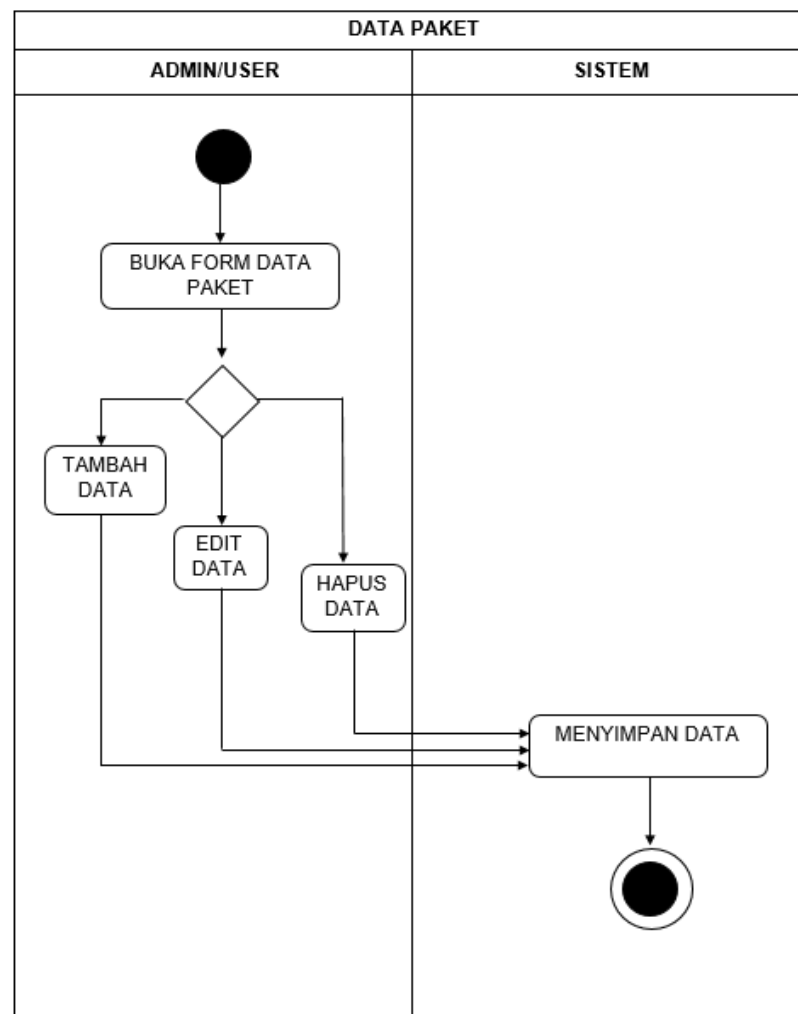 DATA PAKET
ADMIN/USER
SISTEM
BUKA FORM DATA
PAKET
TAMBAH
DATA
EDIT
DATA
HAPUS
DATA
MENYIMPAN DATA